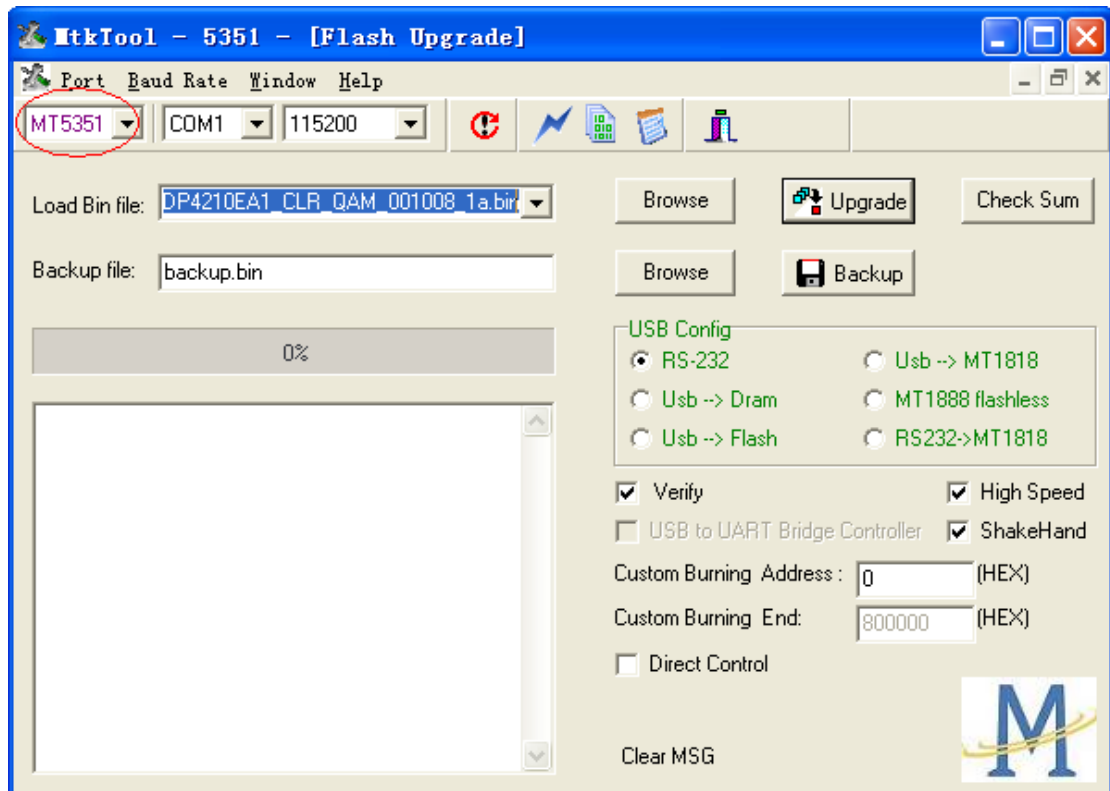 MtkTool - 5351 - [Flash Upgrade]
Port Baud Rate Window Help
MT5351 COM1 115200
Load Bin file: DP4210EA1_CLR_QAM_001008_1a.bin Browse Upgrade Check Sum
Backup file: backup.bin Browse Backup
0%
USB Config
RS-232 Usb --> MT1818
Usb --> Dram MT1888 flashless
Usb --> Flash RS232->MT1818
Verify High Speed
USB to UART Bridge Controller ShakeHand
Custom Burning Address : 0 (HEX)
Custom Burning End: 800000 (HEX)
Direct Control
Clear MSG
M